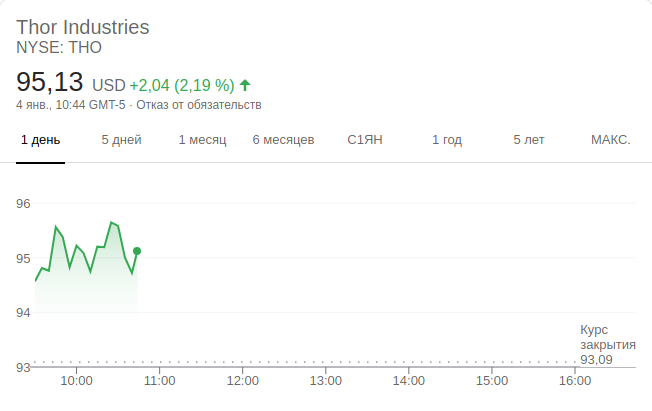 Thor Industries
NYSE: THO
95,13 USD +2,04 (2,19 %)
4 янв., 10:44 GMT-5 · Отказ от обязательств
1 день 5 дней 1 месяц 6 месяцев С1ЯН 1 год 5 лет МАКС.
96
95
94
Курс
закрытия
93,09
93
10:00 11:00 12:00 13:00 14:00 15:00 16:00